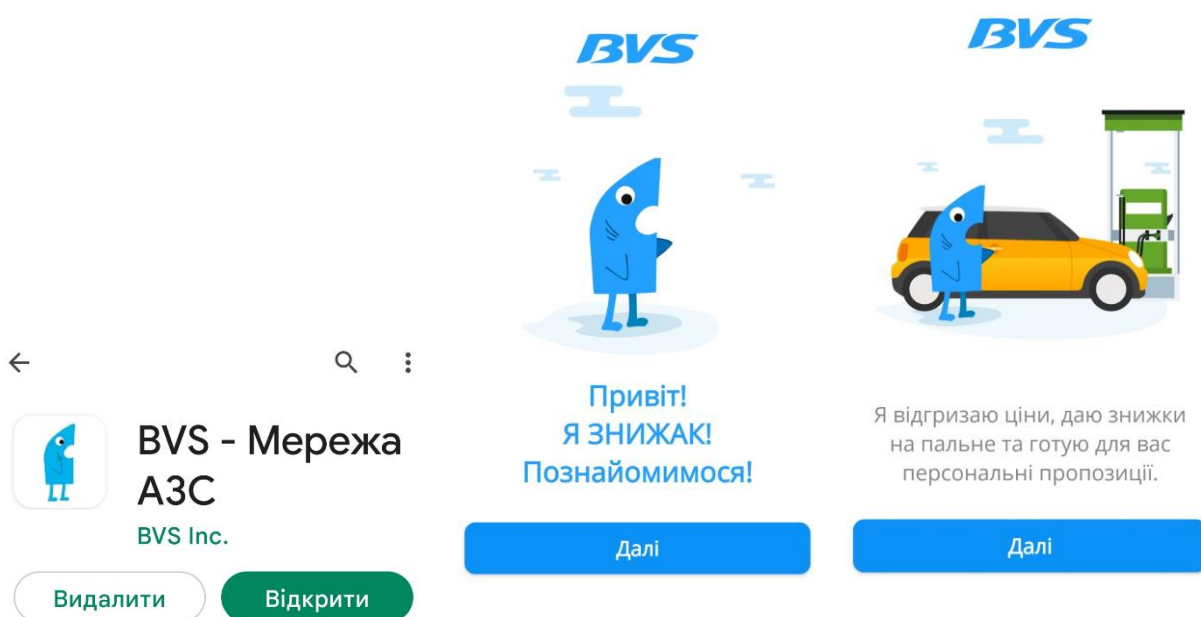 BVS - Мережа
АЗС
BVS Inc.
Видалити
Відкрити
BVS
Привіт!
Я ЗНИЖАК!
Познайомимося!
Далі
BVS
Я відгризаю ціни, даю знижки
на пальне та готую для вас
персональні пропозиції.
Далі